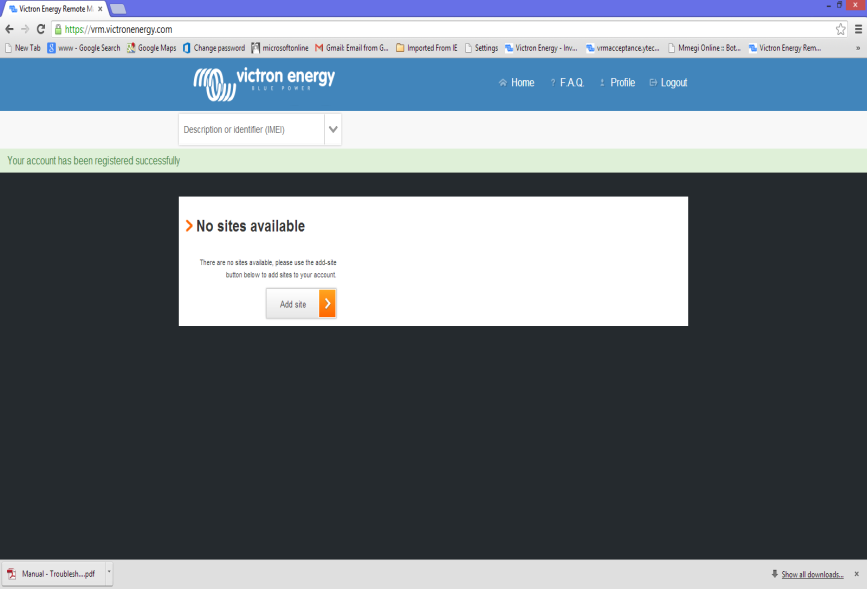 Victron Energy Remote M
https://vrm.victronenergy.com
New Tab
www - Google Search
Google Maps
Change password
microsoftonline
Gmail: Email from G...
Imported From IE
Settings
Victron Energy - Inv...
vrmacceptance.ytec...
Mmegi Online :: Bot...
Victron Energy Rem...
victron energy
BLUE POWER
Home
F.A.Q.
Profile
Logout
Description or identifier (IMEI)
Your account has been registered successfully
No sites available
There are no sites available, please use the add-site
button below to add sites to your account.
Add site
Manual - Troublesh....pdf
Show all downloads...